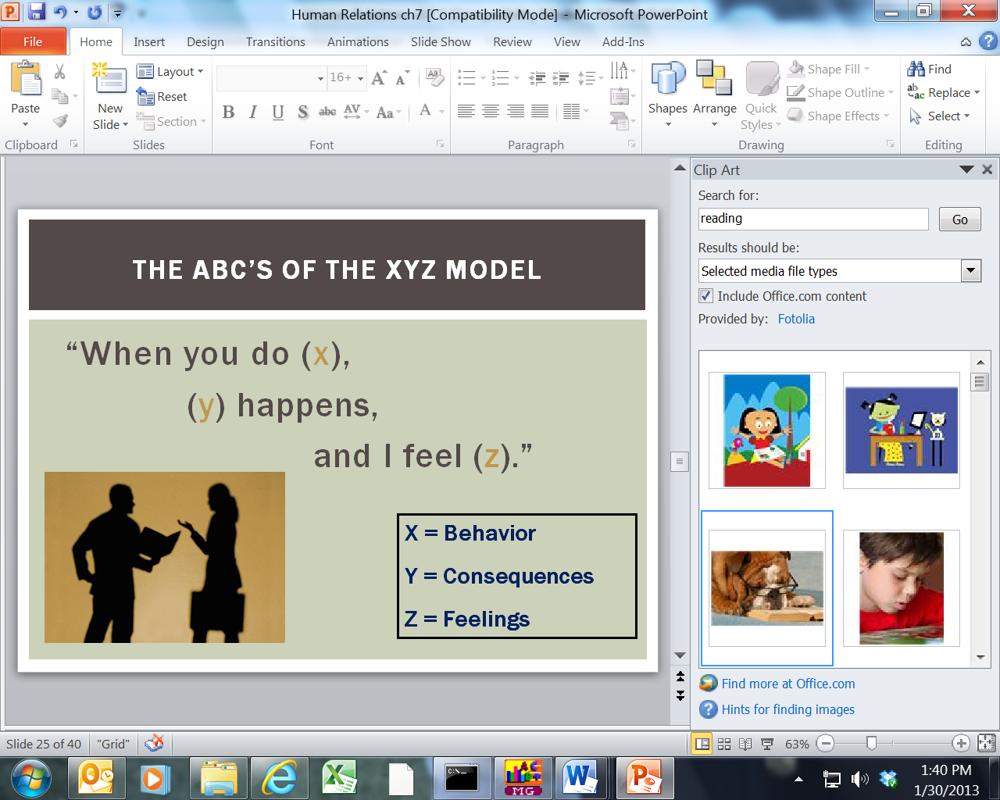 Human Relations ch7 [Compatibility Mode] - Microsoft PowerPoint
File Home Insert Design Transitions Animations Slide Show Review View Add-Ins
Paste
Clipboard
New Slide
Layout
Reset
Section
Slides
16+
B I U S abc AV Aa A
Font
Paragraph
Shapes
Arrange
Quick Styles
Shape Fill
Shape Outline
Shape Effects
Drawing
Find
Replace
Select
Editing
THE ABC’S OF THE XYZ MODEL
“When you do (x),
(y) happens,
and I feel (z).”
X = Behavior
Y = Consequences
Z = Feelings
Clip Art
Search for:
reading
Go
Results should be:
Selected media file types
Include Office.com content
Provided by: Fotolia
Find more at Office.com
Hints for finding images
Slide 25 of 40 "Grid" 63%
C:\_
MG
1:40 PM
1/30/2013